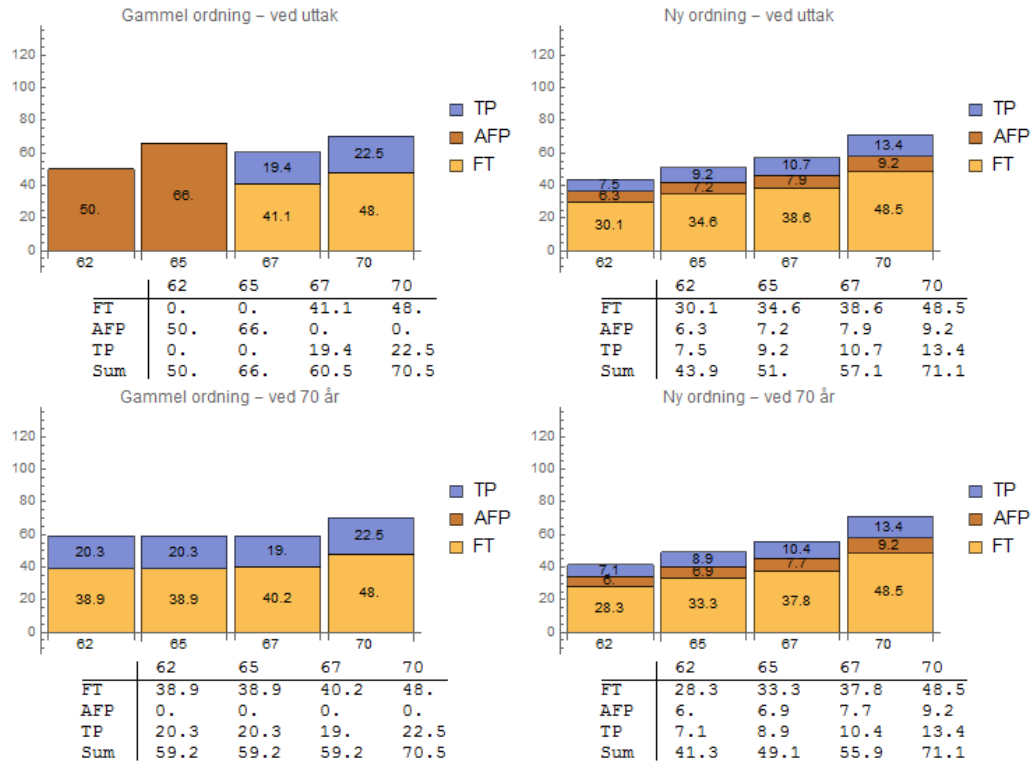 Gammel ordning – ved uttak
120
100
80
60
40
20
0
50.
66.
19.4
41.1
22.5
48.
62 65 67 70
TP
AFP
FT
62 65 67 70
FT 0. 0. 41.1 48.
AFP 50. 66. 0. 0.
TP 0. 0. 19.4 22.5
Sum 50. 66. 60.5 70.5
Ny ordning – ved uttak
120
100
80
60
40
20
0
7.5
6.3
30.1
9.2
7.2
34.6
10.7
7.9
38.6
13.4
9.2
48.5
62 65 67 70
TP
AFP
FT
62 65 67 70
FT 30.1 34.6 38.6 48.5
AFP 6.3 7.2 7.9 9.2
TP 7.5 9.2 10.7 13.4
Sum 43.9 51. 57.1 71.1
Gammel ordning – ved 70 år
120
100
80
60
40
20
0
20.3
38.9
20.3
38.9
19.
40.2
22.5
48.
62 65 67 70
TP
AFP
FT
62 65 67 70
FT 38.9 38.9 40.2 48.
AFP 0. 0. 0. 0.
TP 20.3 20.3 19. 22.5
Sum 59.2 59.2 59.2 70.5
Ny ordning – ved 70 år
120
100
80
60
40
20
0
7.1
6.
28.3
8.9
6.9
33.3
10.4
7.7
37.8
13.4
9.2
48.5
62 65 67 70
TP
AFP
FT
62 65 67 70
FT 28.3 33.3 37.8 48.5
AFP 6. 6.9 7.7 9.2
TP 7.1 8.9 10.4 13.4
Sum 41.3 49.1 55.9 71.1